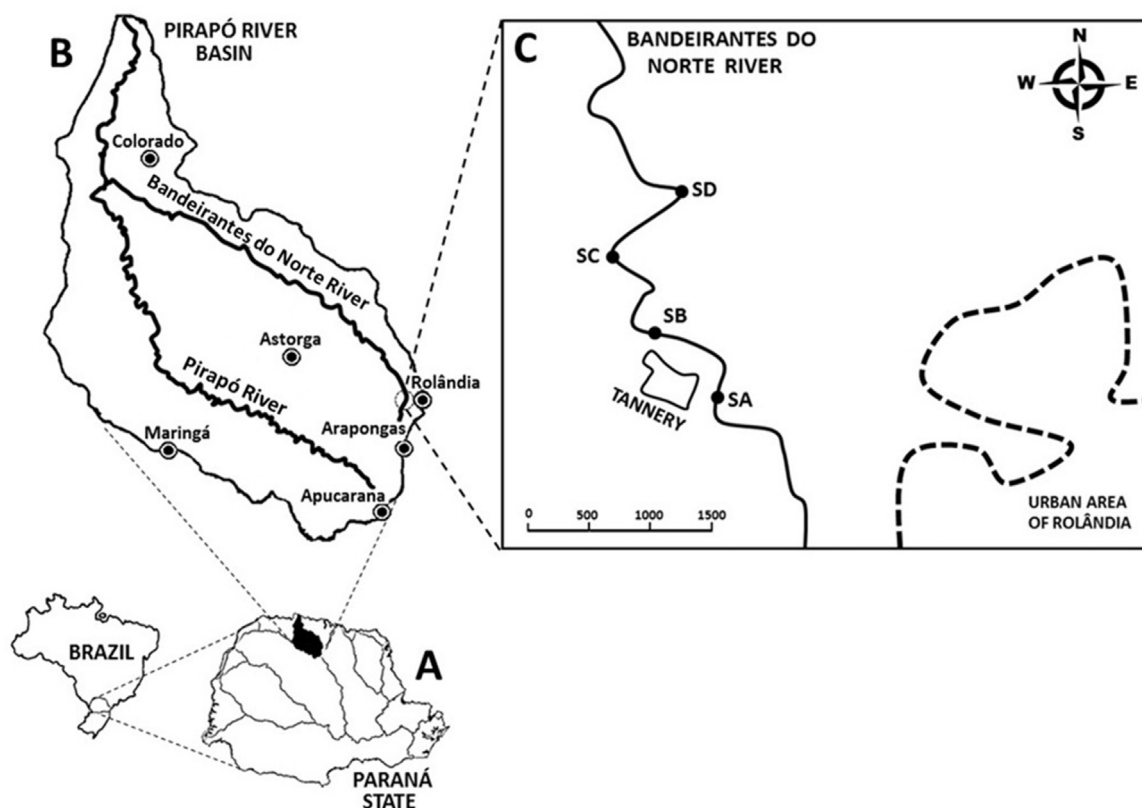 B
PIRAPÓ RIVER
BASIN
Colorado
Bandeirantes do Norte River
Astorga
Pirapó River
Rolândia
Maringá
Arapongas
Apucarana
C
BANDEIRANTES DO
NORTE RIVER
N
W E
S
SD
SC
SB
SA
TANNERY
0 500 1000 1500
URBAN AREA
OF ROLÂNDIA
BRAZIL
A
PARANÁ
STATE